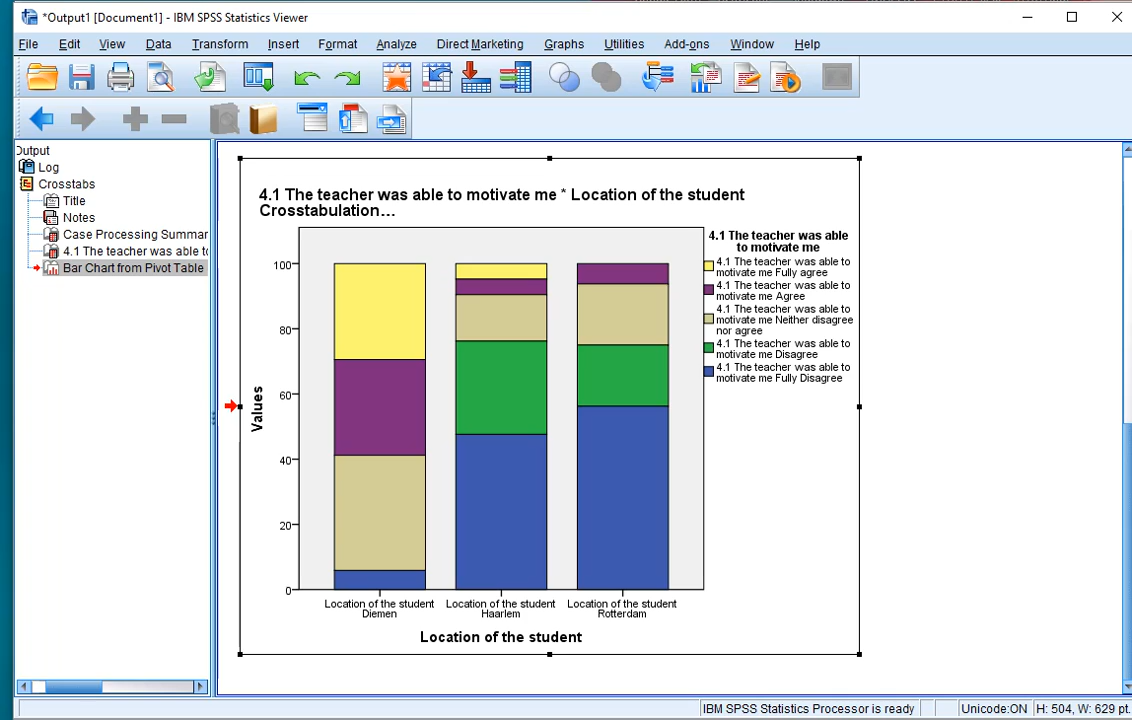 *Output1 [Document1] - IBM SPSS Statistics Viewer
File Edit View Data Transform Insert Format Analyze Direct Marketing Graphs Utilities Add-ons Window Help
Output
Log
Crosstabs
Title
Notes
Case Processing Summar
4.1 The teacher was able to
Bar Chart from Pivot Table
4.1 The teacher was able to motivate me * Location of the student
Crosstabulation...
Values
100
80
60
40
20
0
Location of the student
Diemen
Location of the student
Haarlem
Location of the student
Rotterdam
Location of the student
4.1 The teacher was able
to motivate me
4.1 The teacher was able to
motivate me Fully agree
4.1 The teacher was able to
motivate me Agree
4.1 The teacher was able to
motivate me Neither disagree
nor agree
4.1 The teacher was able to
motivate me Disagree
4.1 The teacher was able to
motivate me Fully Disagree
IBM SPSS Statistics Processor is ready
Unicode:ON
H: 504, W: 629 pt.